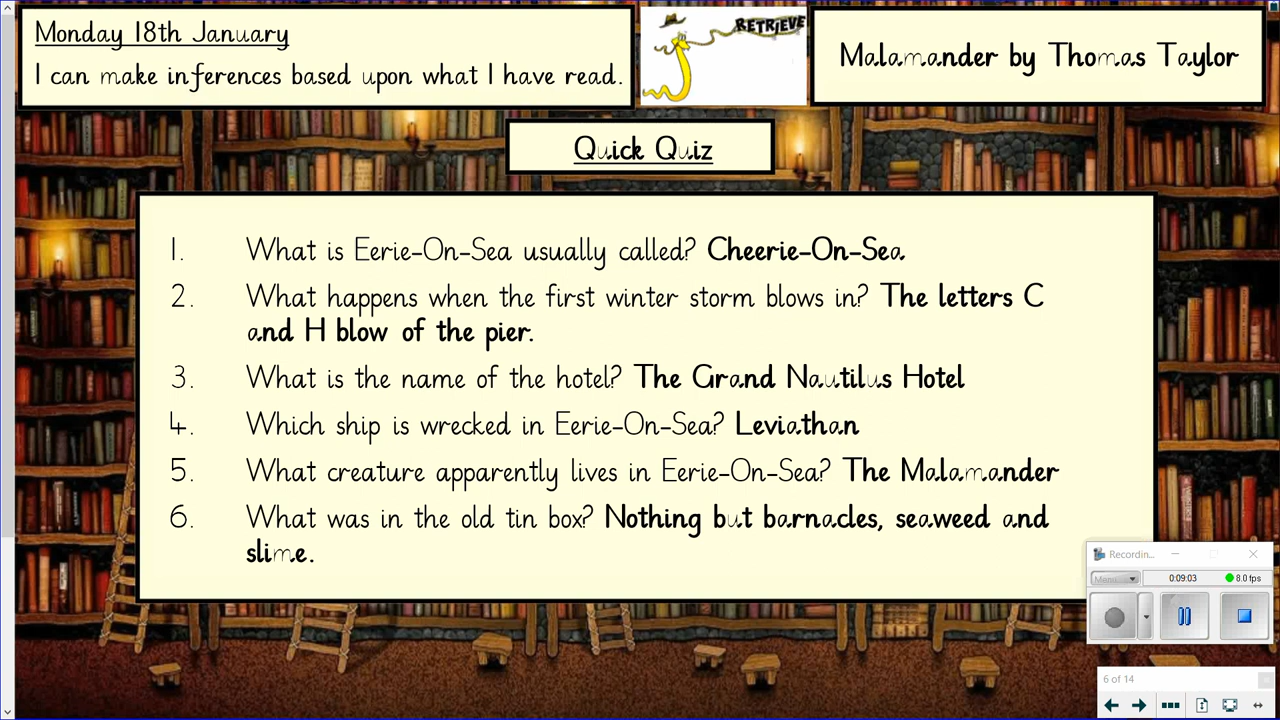 Monday 18th January
I can make inferences based upon what I have read.
RETRIEVE
Malamander by Thomas Taylor
Quick Quiz
1. What is Eerie-On-Sea usually called? Cheerie-On-Sea.
2. What happens when the first winter storm blows in? The letters C
and H blow of the pier.
3. What is the name of the hotel? The Grand Nautilus Hotel
4. Which ship is wrecked in Eerie-On-Sea? Leviathan
5. What creature apparently lives in Eerie-On-Sea? The Malamander
6. What was in the old tin box? Nothing but barnacles, seaweed and
slime.
Recordin...
Menu 0:09:03 8.0 fps
6 of 14